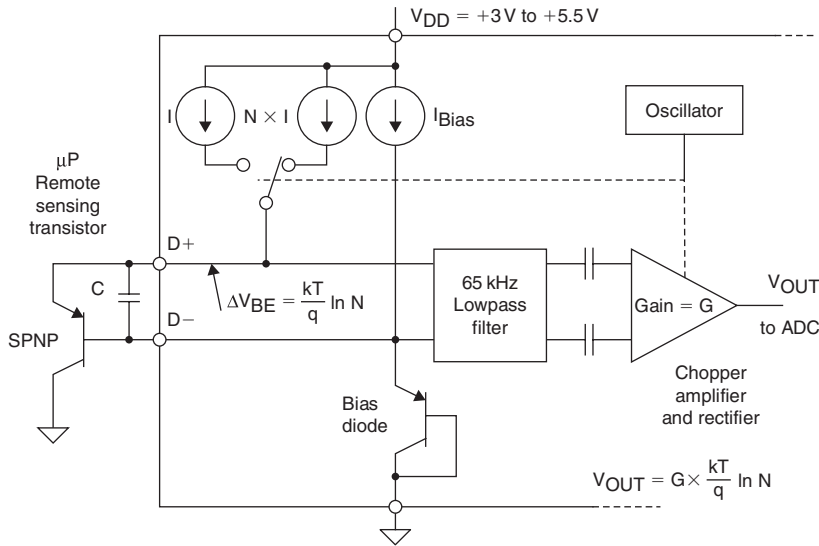 V_DD = +3 V to +5.5 V
I
N × I
I_Bias
Oscillator
μP
Remote
sensing
transistor
D+
C
ΔV_BE = kT/q ln N
D−
SPNP
65 kHz
Lowpass
filter
Gain = G
V_OUT
to ADC
Chopper
amplifier
and rectifier
Bias
diode
V_OUT = G × kT/q ln N